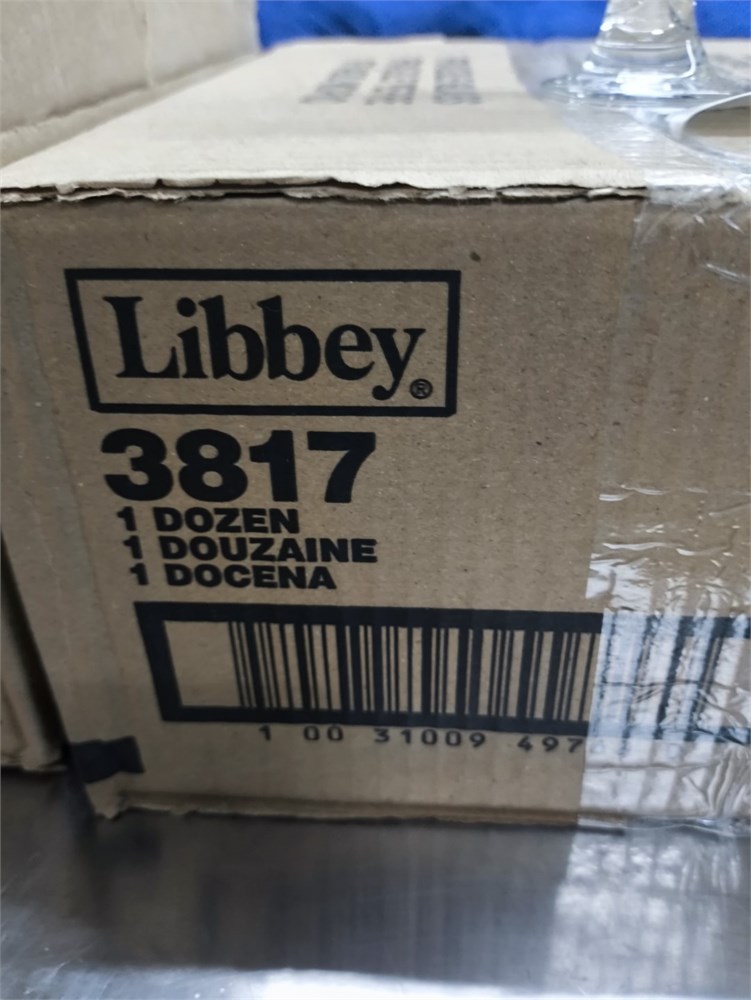 Libbey®
3817
1 DOZEN
1 DOUZAINE
1 DOCENA
1 00 31009 497